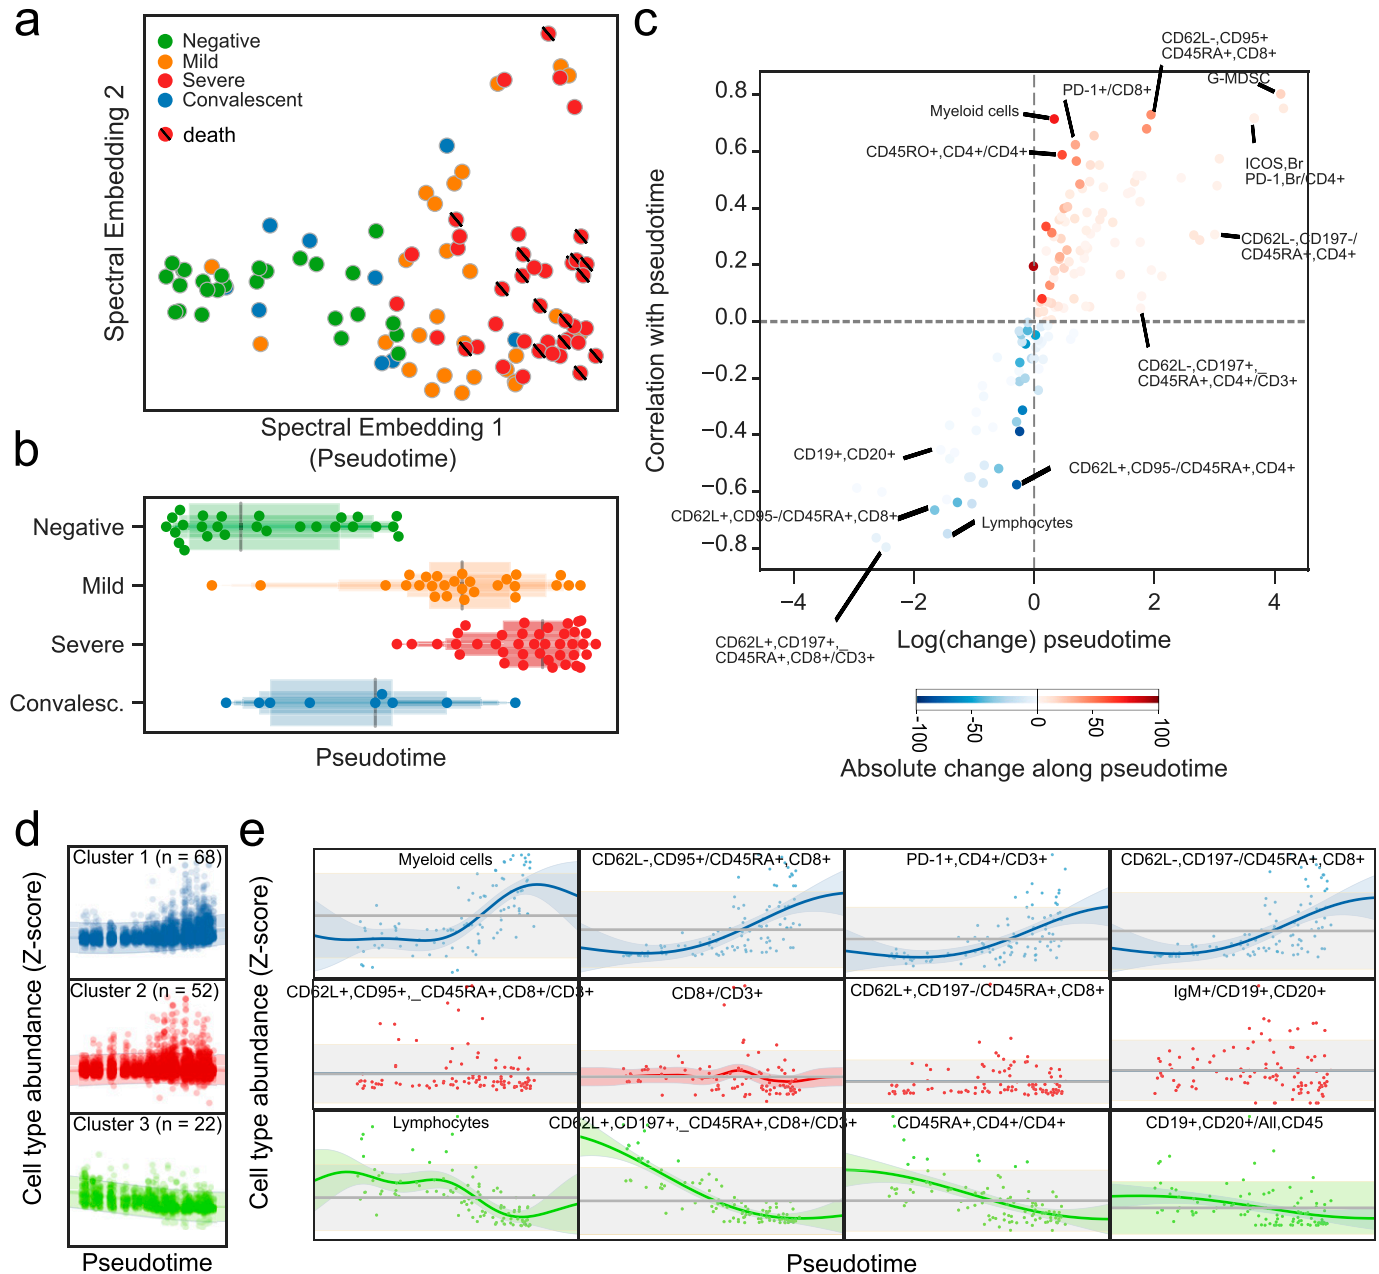 a
Negative
Mild
Severe
Convalescent
death
Spectral Embedding 2
Spectral Embedding 1
(Pseudotime)
b
Negative
Mild
Severe
Convalesc.
Pseudotime
c
CD62L-,CD95+
CD45RA+,CD8+
G-MDSC
PD-1+/CD8+
Myeloid cells
CD45RO+,CD4+/CD4+
ICOS,Br
PD-1,Br/CD4+
CD62L-,CD197-/
CD45RA+,CD4+
CD62L-,CD197+,_
CD45RA+,CD4+/CD3+
CD19+,CD20+
CD62L+,CD95-/CD45RA+,CD4+
CD62L+,CD95-/CD45RA+,CD8+
Lymphocytes
CD62L+,CD197+,_
CD45RA+,CD8+/CD3+
0.8
0.6
0.4
0.2
0.0
−0.2
−0.4
−0.6
−0.8
Correlation with pseudotime
−4
−2
0
2
4
Log(change) pseudotime
-100
-50
0
50
100
Absolute change along pseudotime
d
Cluster 1 (n = 68)
Cluster 2 (n = 52)
Cluster 3 (n = 22)
Cell type abundance (Z-score)
Pseudotime
e
Cell type abundance (Z-score)
Myeloid cells
CD62L-,CD95+/CD45RA+,CD8+
PD-1+,CD4+/CD3+
CD62L-,CD197-/CD45RA+,CD8+
CD62L+,CD95+,_CD45RA+,CD8+/CD3+
CD8+/CD3+
CD62L+,CD197-/CD45RA+,CD8+
IgM+/CD19+,CD20+
Lymphocytes
CD62L+,CD197+,_CD45RA+,CD8+/CD3+
CD45RA+,CD4+/CD4+
CD19+,CD20+/All,CD45
Pseudotime